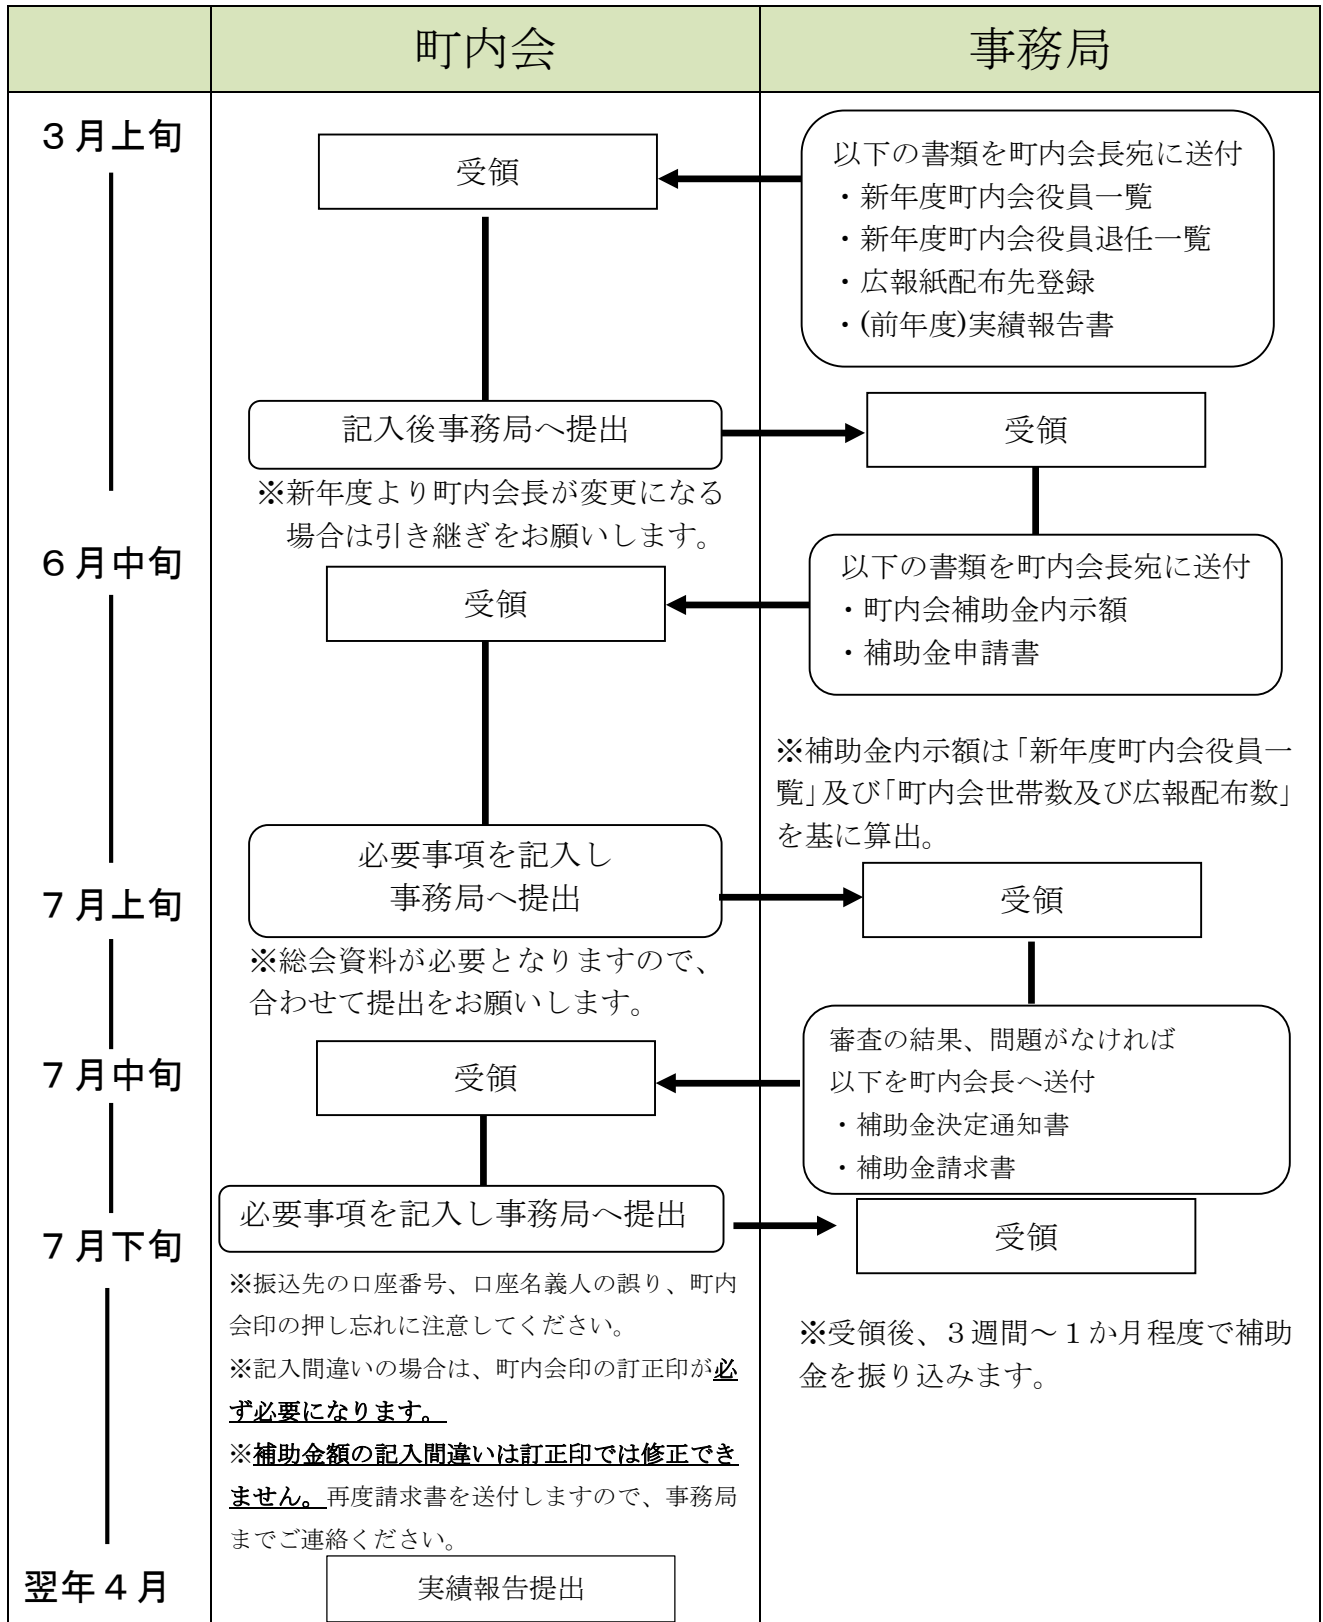 町内会
事務局
３月上旬
受領
以下の書類を町内会長宛に送付
・新年度町内会役員一覧
・新年度町内会役員退任一覧
・広報紙配布先登録
・(前年度)実績報告書
記入後事務局へ提出
受領
※新年度より町内会長が変更になる
場合は引き継ぎをお願いします。
６月中旬
受領
以下の書類を町内会長宛に送付
・町内会補助金内示額
・補助金申請書
※補助金内示額は「新年度町内会役員一
覧」及び「町内会世帯数及び広報配布数」
を基に算出。
必要事項を記入し
事務局へ提出
７月上旬
受領
※総会資料が必要となりますので、
合わせて提出をお願いします。
７月中旬
受領
審査の結果、問題がなければ
以下を町内会長へ送付
・補助金決定通知書
・補助金請求書
必要事項を記入し事務局へ提出
７月下旬
受領
※振込先の口座番号、口座名義人の誤り、町内
会印の押し忘れに注意してください。
※記入間違いの場合は、町内会印の訂正印が必
ず必要になります。
※補助金額の記入間違いは訂正印では修正でき
ません。再度請求書を送付しますので、事務局
までご連絡ください。
※受領後、３週間～１か月程度で補助
金を振り込みます。
翌年４月
実績報告提出